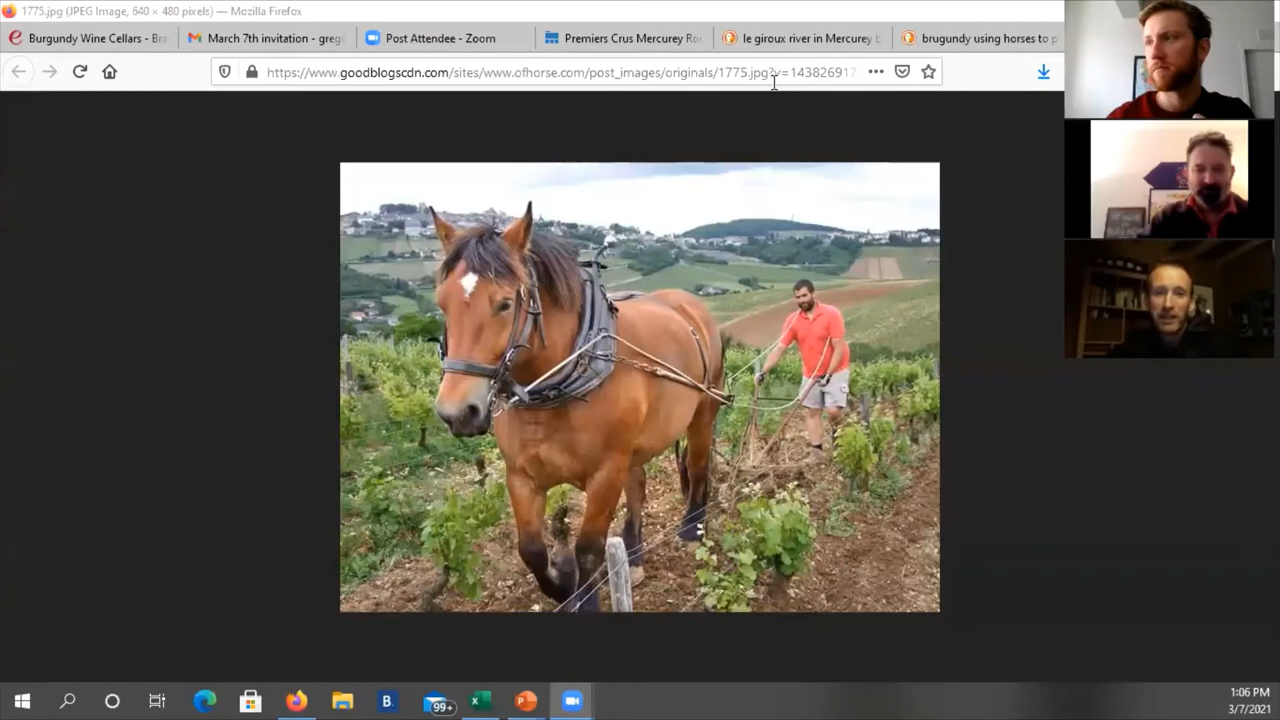 1775.jpg (JPEG Image, 640 × 480 pixels) — Mozilla Firefox
Burgundy Wine Cellars - Bra
March 7th invitation - greg
Post Attendee - Zoom
Premiers Crus Mercurey Ro
le giroux river in Mercurey b
brugundy using horses to p
https://www.oodblogscdn.com/sites/www.ofhorse.com/post_images/originals/1775.jpg?v=143826917
99+
1:06 PM
3/7/2021